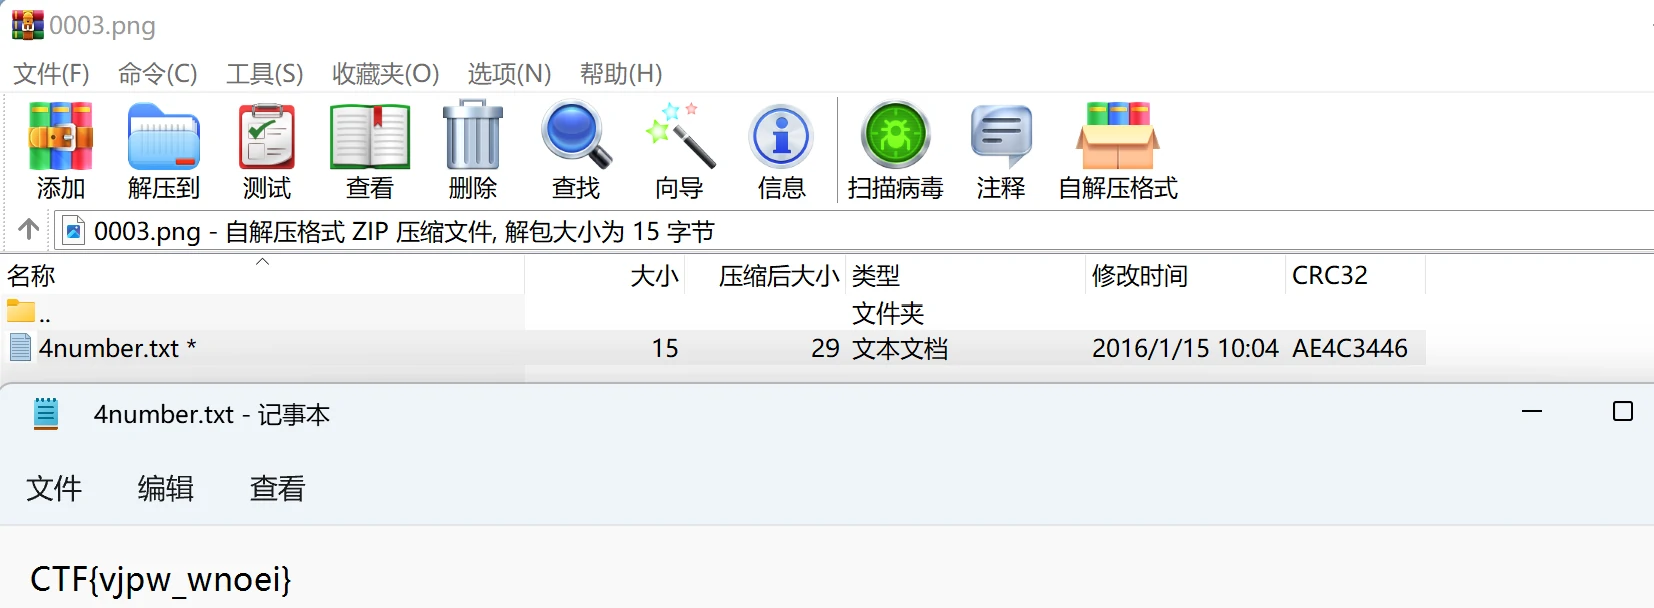 0003.png
文件(F) 命令(C) 工具(S) 收藏夹(O) 选项(N) 帮助(H)
添加 解压到 测试 查看 删除 查找 向导 信息 扫描病毒 注释 自解压格式
0003.png - 自解压格式 ZIP 压缩文件, 解包大小为 15 字节
名称 大小 压缩后大小 类型 修改时间 CRC32
.. 文件夹
4number.txt * 15 29 文本文档 2016/1/15 10:04 AE4C3446
4number.txt - 记事本
文件 编辑 查看
CTF{vjpw_wnoei}